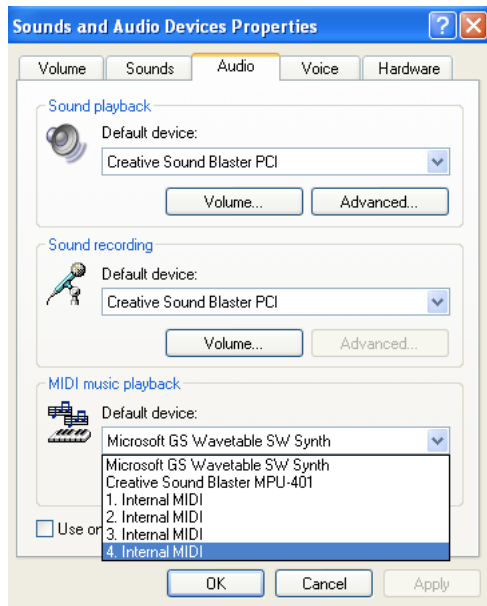 Sounds and Audio Devices Properties
Volume Sounds Audio Voice Hardware
Sound playback
Default device:
Creative Sound Blaster PCI
Volume... Advanced...
Sound recording
Default device:
Creative Sound Blaster PCI
Volume... Advanced...
MIDI music playback
Default device:
Microsoft GS Wavetable SW Synth
Microsoft GS Wavetable SW Synth
Creative Sound Blaster MPU-401
1. Internal MIDI
2. Internal MIDI
3. Internal MIDI
4. Internal MIDI
Use
OK Cancel Apply